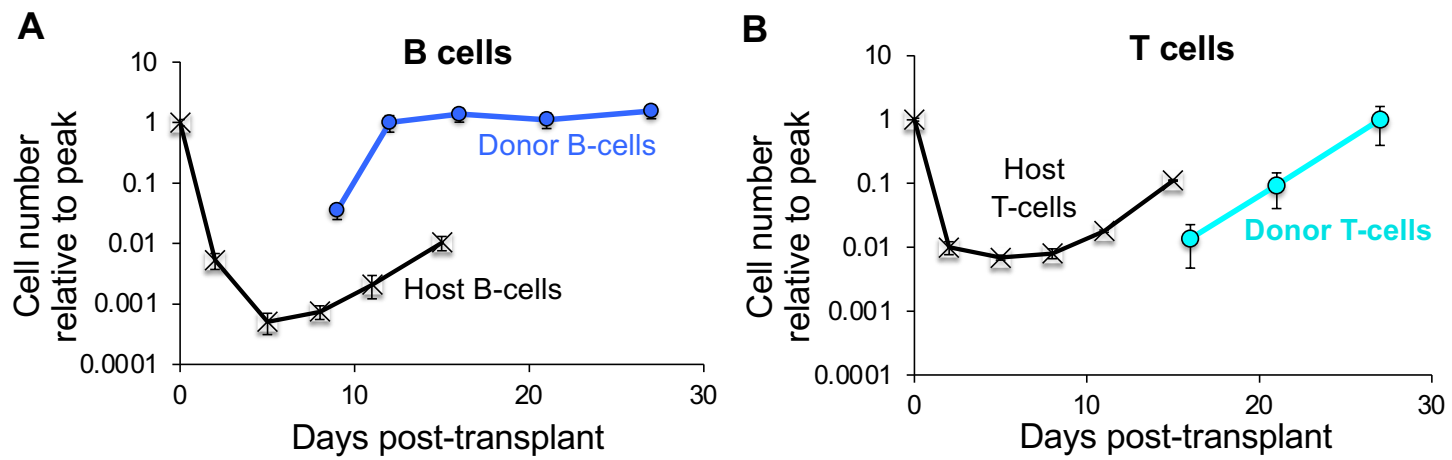 A
B cells
Cell number
relative to peak
10
1
0.1
0.01
0.001
0.0001
Donor B-cells
Host B-cells
0
10
20
30
Days post-transplant
B
T cells
Cell number
relative to peak
10
1
0.1
0.01
0.001
0.0001
Host
T-cells
Donor T-cells
0
10
20
30
Days post-transplant